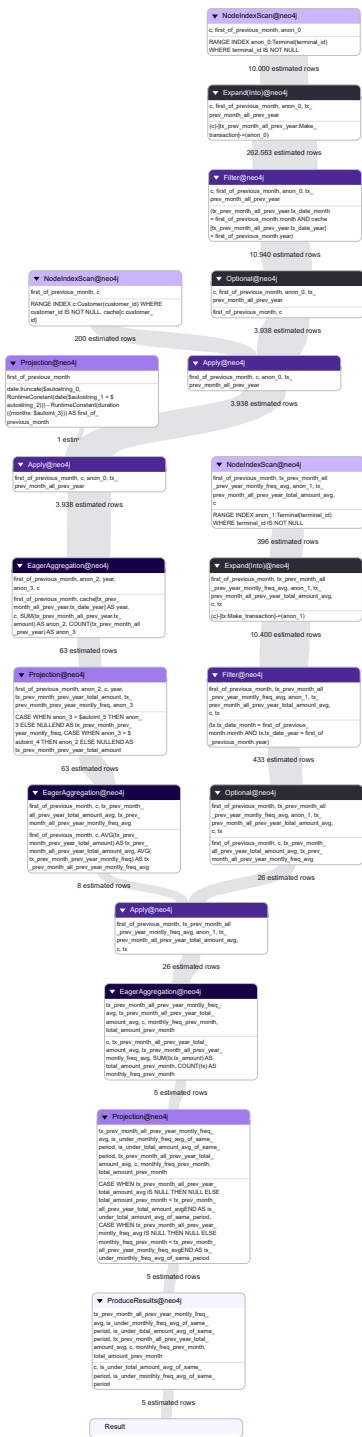 NodeIndexScan@neo4j
c, first_of_previous_month, anon_0
RANGE INDEX anon_0:Terminal(terminal_id)
WHERE terminal_id IS NOT NULL
10.000 estimated rows
Expand(Into)@neo4j
c, first_of_previous_month, anon_0, tx_
prev_month_all_prev_year
(c)-[tx_prev_month_all_prev_year:Make_
transaction]->(anon_0)
262.563 estimated rows
Filter@neo4j
c, first_of_previous_month, anon_0, tx_
prev_month_all_prev_year
(tx_prev_month_all_prev_year.tx_date_month
= first_of_previous_month.month AND cache
[tx_prev_month_all_prev_year.tx_date_year]
< first_of_previous_month.year)
10.940 estimated rows
NodeIndexScan@neo4j
first_of_previous_month, c
RANGE INDEX c:Customer(customer_id) WHERE
customer_id IS NOT NULL, cache[c.customer_
id]
200 estimated rows
Optional@neo4j
c, first_of_previous_month, anon_0, tx_
prev_month_all_prev_year
first_of_previous_month, c
3.938 estimated rows
Projection@neo4j
first_of_previous_month
date.truncate($autostring_0,
RuntimeConstant(date($autostring_1 + $
autostring_2))) - RuntimeConstant(duration
({months: $autoint_3})) AS first_of_
previous_month
1 estim
Apply@neo4j
first_of_previous_month, c, anon_0, tx_
prev_month_all_prev_year
3.938 estimated rows
Apply@neo4j
first_of_previous_month, c, anon_0, tx_
prev_month_all_prev_year
3.938 estimated rows
NodeIndexScan@neo4j
first_of_previous_month, tx_prev_month_all
_prev_year_montly_freq_avg, anon_1, tx_
prev_month_all_prev_year_total_amount_avg,
c
RANGE INDEX anon_1:Terminal(terminal_id)
WHERE terminal_id IS NOT NULL
396 estimated rows
EagerAggregation@neo4j
first_of_previous_month, anon_2, year,
anon_3, c
first_of_previous_month, cache[tx_prev_
month_all_prev_year.tx_date_year] AS year,
c, SUM(tx_prev_month_all_prev_year.tx_
amount) AS anon_2, COUNT(tx_prev_month_all
_prev_year) AS anon_3
63 estimated rows
Expand(Into)@neo4j
first_of_previous_month, tx_prev_month_all
_prev_year_montly_freq_avg, anon_1, tx_
prev_month_all_prev_year_total_amount_avg,
c, tx
(c)-[tx:Make_transaction]->(anon_1)
10.400 estimated rows
Projection@neo4j
first_of_previous_month, anon_2, c, year,
tx_prev_month_prev_year_total_amount, tx_
prev_month_prev_year_montly_freq, anon_3
CASE WHEN anon_3 > $autoint_5 THEN anon_
3 ELSE NULLEND AS tx_prev_month_prev_
year_montly_freq, CASE WHEN anon_3 > $
autoint_4 THEN anon_2 ELSE NULLEND AS
tx_prev_month_prev_year_total_amount
63 estimated rows
Filter@neo4j
first_of_previous_month, tx_prev_month_all
_prev_year_montly_freq_avg, anon_1, tx_
prev_month_all_prev_year_total_amount_avg,
c, tx
(tx.tx_date_month = first_of_previous_
month.month AND tx.tx_date_year = first_of
_previous_month.year)
433 estimated rows
EagerAggregation@neo4j
first_of_previous_month, c, tx_prev_month_
all_prev_year_total_amount_avg, tx_prev_
month_all_prev_year_montly_freq_avg
first_of_previous_month, c, AVG(tx_prev_
month_prev_year_total_amount) AS tx_prev_
month_all_prev_year_total_amount_avg, AVG(
tx_prev_month_prev_year_montly_freq) AS tx
_prev_month_all_prev_year_montly_freq_avg
8 estimated rows
Optional@neo4j
first_of_previous_month, tx_prev_month_all
_prev_year_montly_freq_avg, anon_1, tx_
prev_month_all_prev_year_total_amount_avg,
c, tx
first_of_previous_month, c, tx_prev_month_
all_prev_year_total_amount_avg, tx_prev_
month_all_prev_year_montly_freq_avg
26 estimated rows
Apply@neo4j
first_of_previous_month, tx_prev_month_all
_prev_year_montly_freq_avg, anon_1, tx_
prev_month_all_prev_year_total_amount_avg,
c, tx
26 estimated rows
EagerAggregation@neo4j
tx_prev_month_all_prev_year_montly_freq_
avg, tx_prev_month_all_prev_year_total_
amount_avg, c, monthly_freq_prev_month,
total_amount_prev_month
c, tx_prev_month_all_prev_year_total_
amount_avg, tx_prev_month_all_prev_year_
montly_freq_avg, SUM(tx.tx_amount) AS
total_amount_prev_month, COUNT(tx) AS
monthly_freq_prev_month
5 estimated rows
Projection@neo4j
tx_prev_month_all_prev_year_montly_freq_
avg, is_under_monthly_freq_avg_of_same_
period, is_under_total_amount_avg_of_same_
period, tx_prev_month_all_prev_year_total_
amount_avg, c, monthly_freq_prev_month,
total_amount_prev_month
CASE WHEN tx_prev_month_all_prev_year_
total_amount_avg IS NULL THEN NULL ELSE
total_amount_prev_month < tx_prev_month_
all_prev_year_total_amount_avgEND AS is_
under_total_amount_avg_of_same_period,
CASE WHEN tx_prev_month_all_prev_year_
montly_freq_avg IS NULL THEN NULL ELSE
monthly_freq_prev_month < tx_prev_month_
all_prev_year_montly_freq_avgEND AS is_
under_monthly_freq_avg_of_same_period
5 estimated rows
ProduceResults@neo4j
tx_prev_month_all_prev_year_montly_freq_
avg, is_under_monthly_freq_avg_of_same_
period, is_under_total_amount_avg_of_same_
period, tx_prev_month_all_prev_year_total_
amount_avg, c, monthly_freq_prev_month,
total_amount_prev_month
c, is_under_total_amount_avg_of_same_
period, is_under_monthly_freq_avg_of_same_
period
5 estimated rows
Result